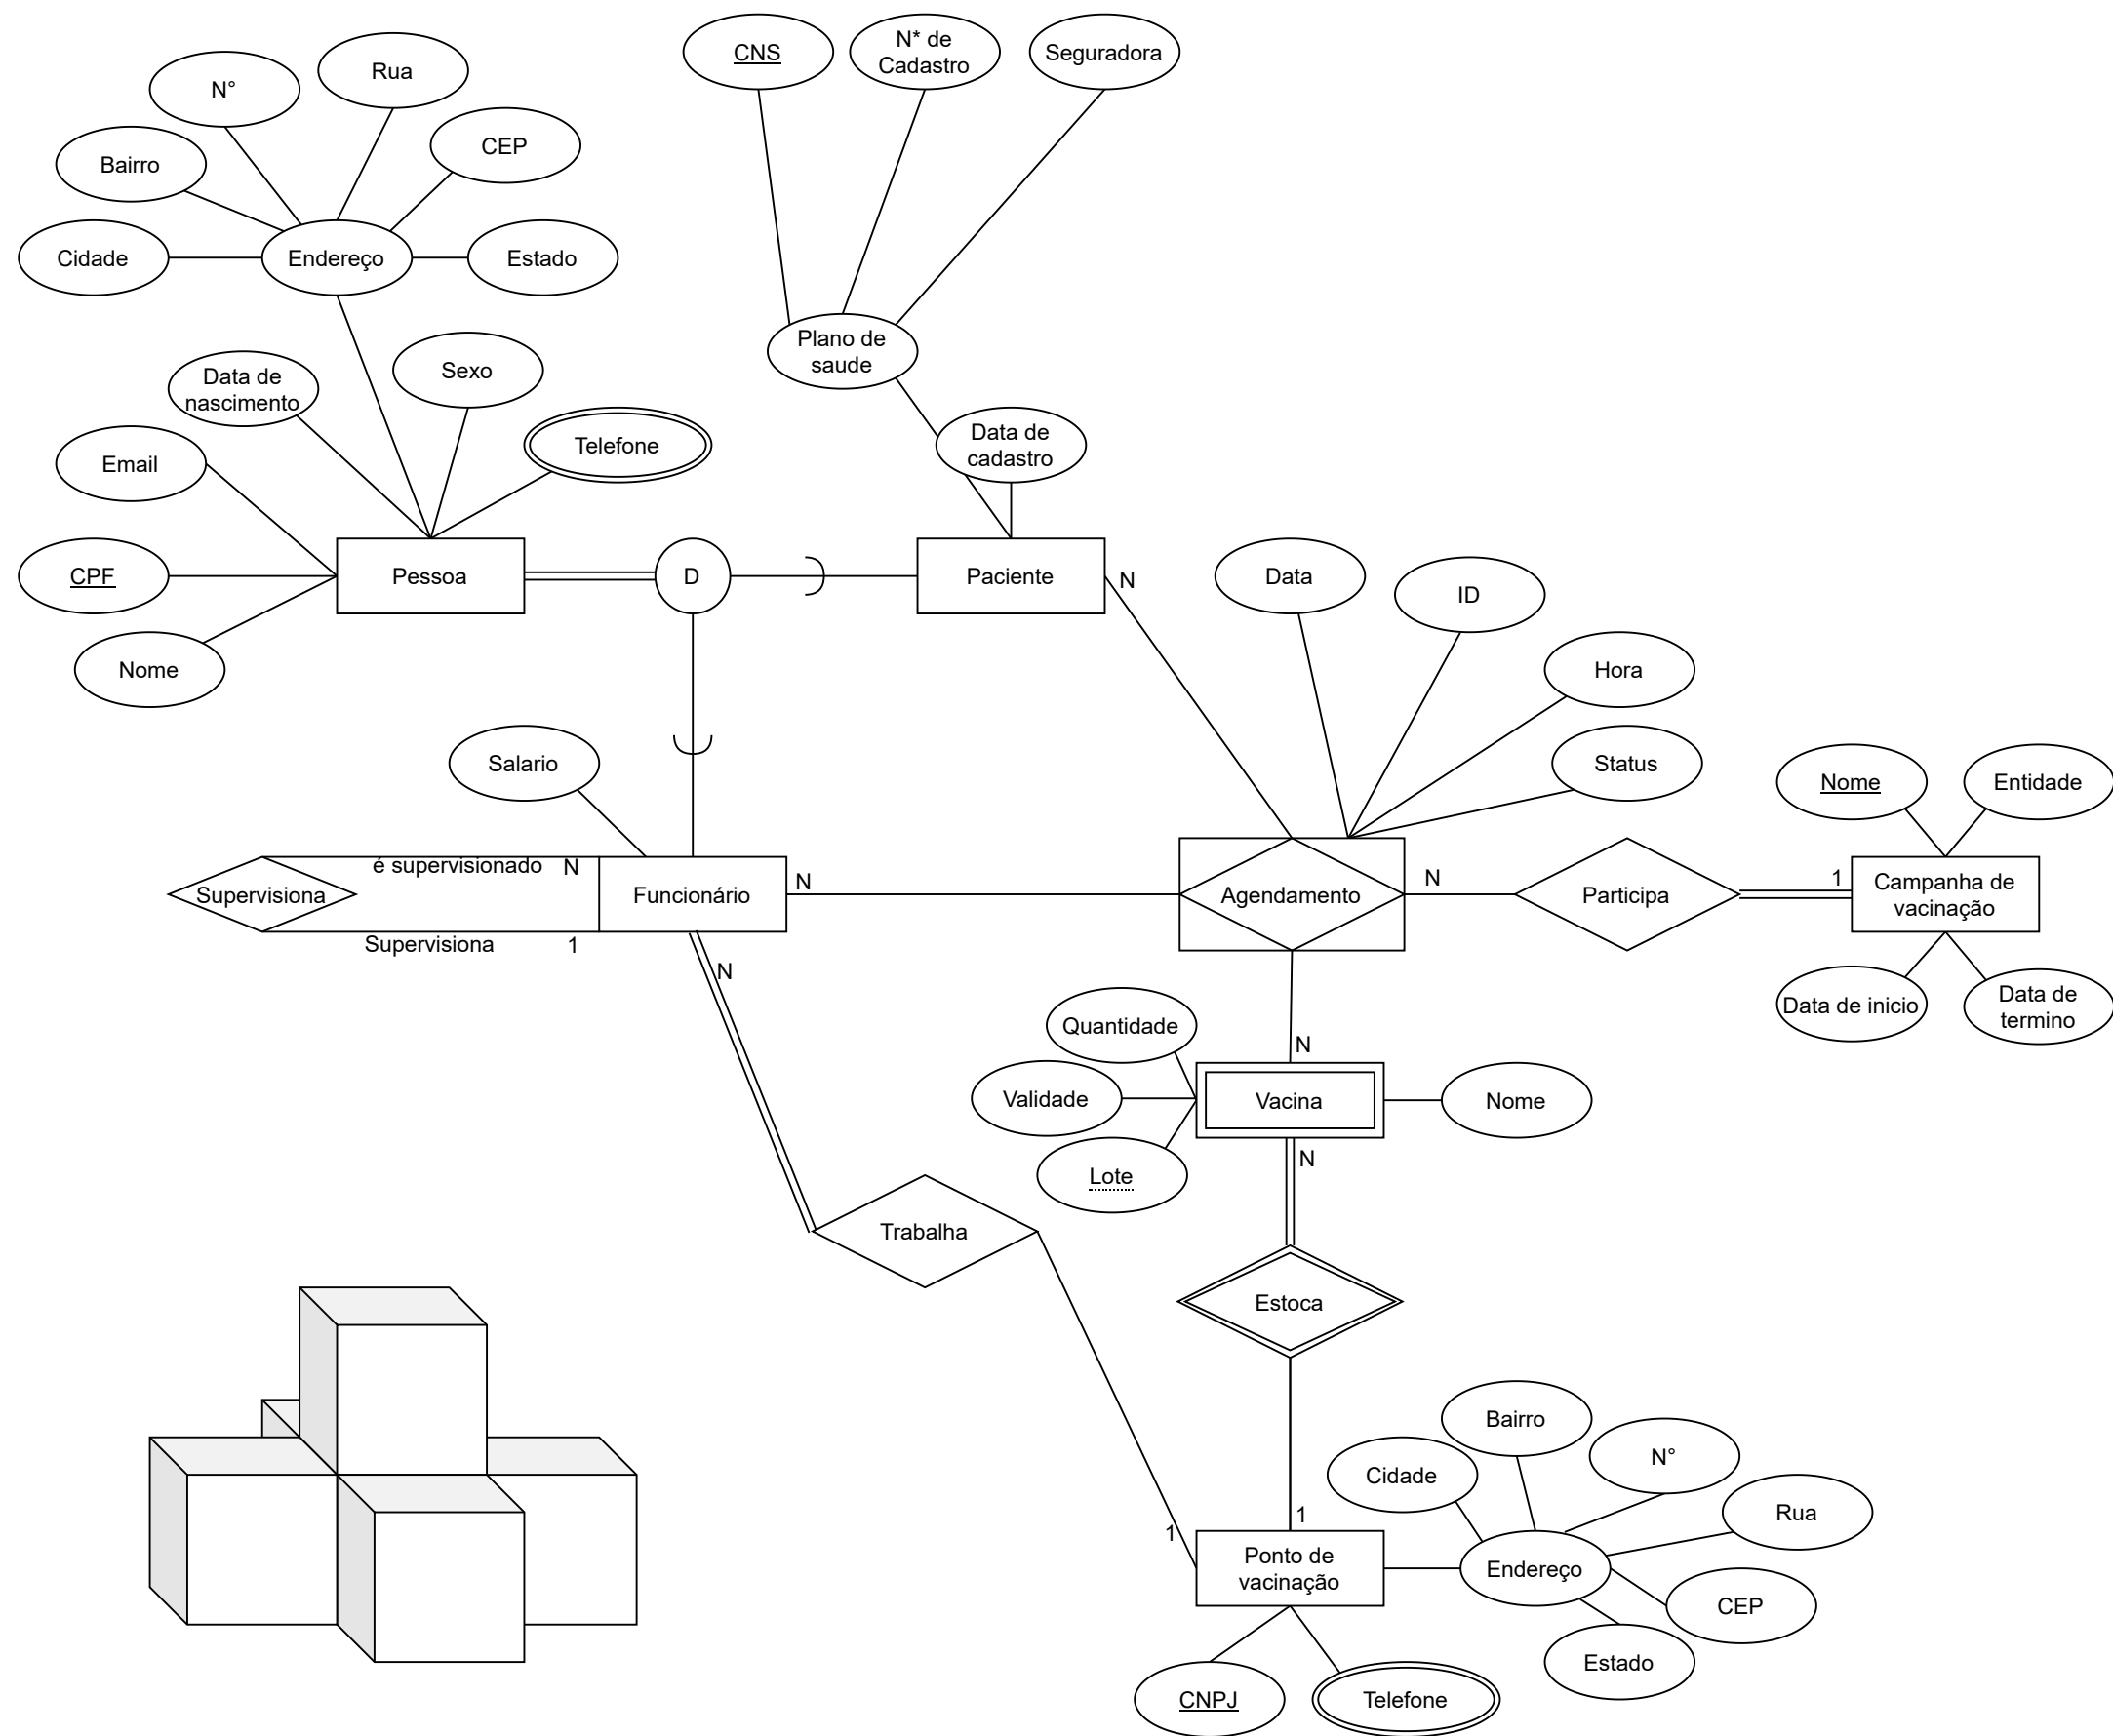 CNS
N* de
Cadastro
Seguradora
N°
Rua
CEP
Bairro
Cidade
Endereço
Estado
Plano de
saude
Data de
nascimento
Sexo
Telefone
Data de
cadastro
Email
CPF
Pessoa
D
Paciente
N
Data
ID
Nome
Hora
Salario
Status
Nome
Entidade
é supervisionado
N
Supervisiona
Funcionário
N
Agendamento
N
Participa
1
Campanha de
vacinação
Supervisiona
1
N
Data de inicio
Data de
termino
Quantidade
N
Validade
Vacina
Nome
Lote
N
Trabalha
Estoca
Bairro
Cidade
N°
Rua
1
1
Ponto de
vacinação
Endereço
CEP
Estado
CNPJ
Telefone